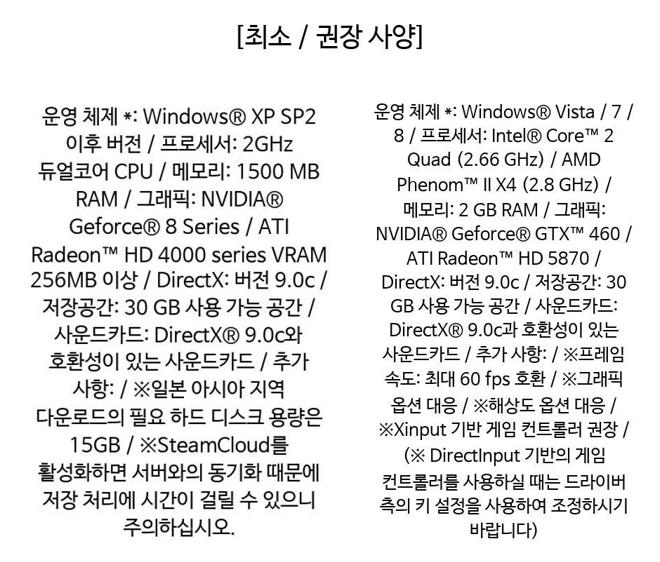 [최소 / 권장 사양]
운영 체제 *: Windows® XP SP2
이후 버전 / 프로세서: 2GHz
듀얼코어 CPU / 메모리: 1500 MB
RAM / 그래픽: NVIDIA®
Geforce® 8 Series / ATI
Radeon™ HD 4000 series VRAM
256MB 이상 / DirectX: 버전 9.0c /
저장공간: 30 GB 사용 가능 공간 /
사운드카드: DirectX® 9.0c와
호환성이 있는 사운드카드 / 추가
사항: / ※일본 아시아 지역
다운로드의 필요 하드 디스크 용량은
15GB / ※SteamCloud를
활성화하면 서버와의 동기화 때문에
저장 처리에 시간이 걸릴 수 있으니
주의하십시오.
운영 체제 *: Windows® Vista / 7 /
8 / 프로세서: Intel® Core™ 2
Quad (2.66 GHz) / AMD
Phenom™ II X4 (2.8 GHz) /
메모리: 2 GB RAM / 그래픽:
NVIDIA® Geforce® GTX™ 460 /
ATI Radeon™ HD 5870 /
DirectX: 버전 9.0c / 저장공간: 30
GB 사용 가능 공간 / 사운드카드:
DirectX® 9.0c과 호환성이 있는
사운드카드 / 추가 사항: / ※프레임
속도: 최대 60 fps 호환 / ※그래픽
옵션 대응 / ※해상도 옵션 대응 /
※Xinput 기반 게임 컨트롤러 권장 /
(※ DirectInput 기반의 게임
컨트롤러를 사용하실 때는 드라이버
측의 키 설정을 사용하여 조정하시기
바랍니다)